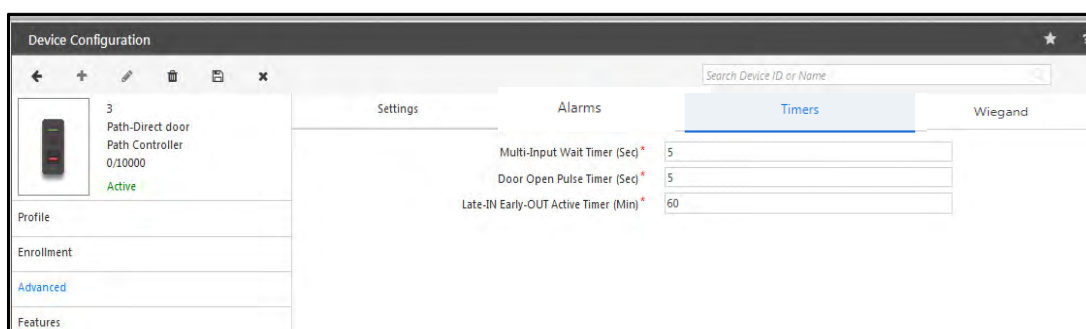 Device Configuration
Search Device ID or Name
3
Path-Direct door
Path Controller
0/10000
Active
Profile
Enrollment
Advanced
Features
Settings Alarms Timers Wiegand
Multi-Input Wait Timer (Sec)* 5
Door Open Pulse Timer (Sec)* 5
Late-IN Early-OUT Active Timer (Min)* 60